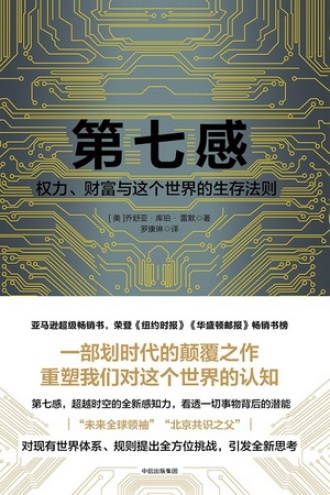 第七感
权力、财富与这个世界的生存法则
[美]乔舒亚·库珀·雷默◎著
罗康琳◎译
亚马逊超级畅销书，荣登《纽约时报》《华盛顿邮报》畅销书榜
一部划时代的颠覆之作
重塑我们对这个世界的认知
第七感，超越时空的全新感知力，看透一切事物背后的潜能
“未来全球领袖” “北京共识之父”
对现有世界体系、规则提出全方位挑战，引发全新思考
中信出版集团